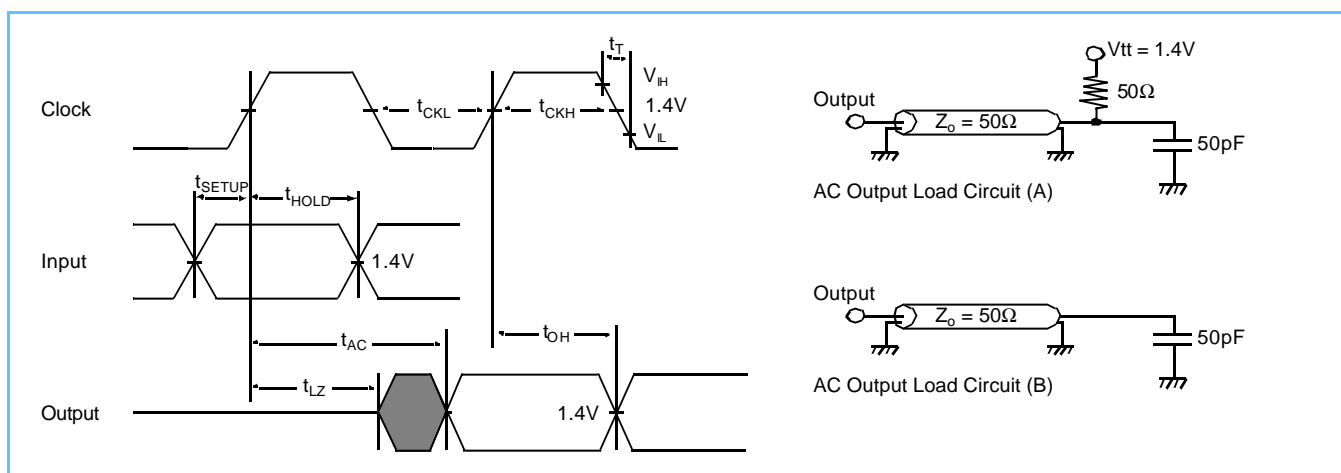 Clock
tCKL
tCKH
tT
VIH
1.4V
VIL
tSETUP
tHOLD
Input
1.4V
tAC
tOH
tLZ
Output
1.4V
Vtt = 1.4V
50Ω
Output
Zo = 50Ω
50pF
AC Output Load Circuit (A)
Output
Zo = 50Ω
50pF
AC Output Load Circuit (B)